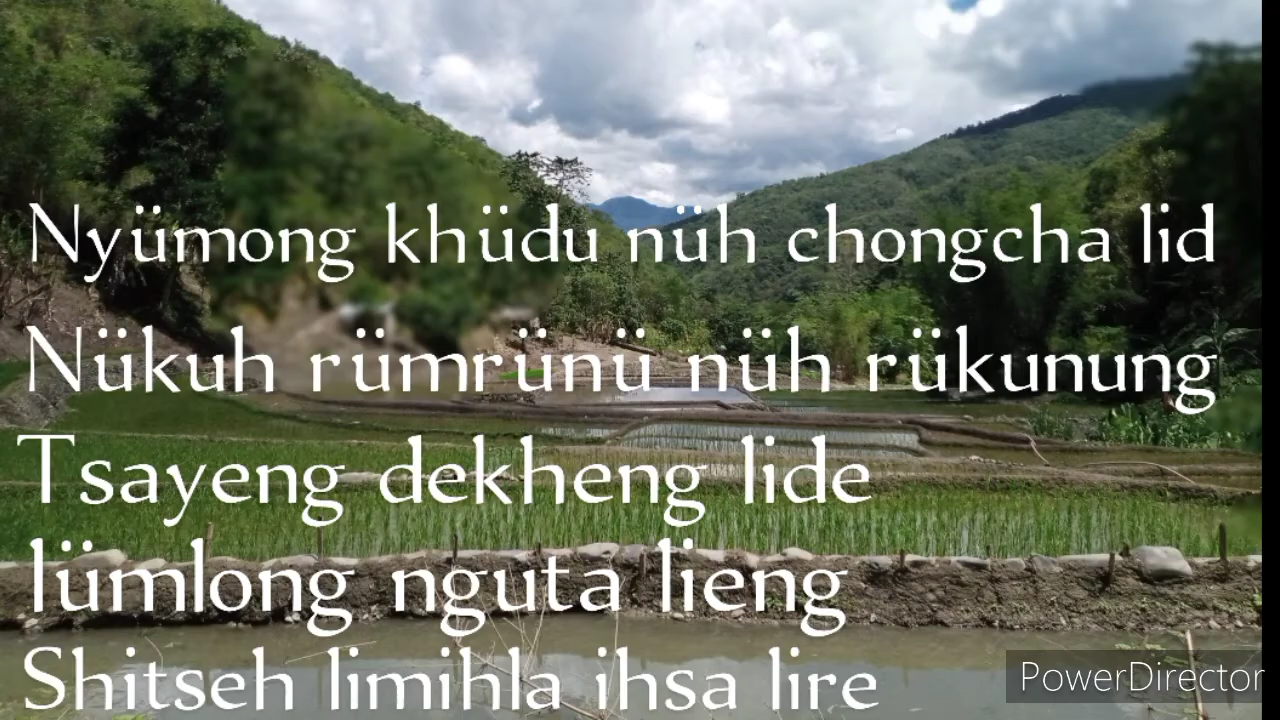 Nyümong khüdu nüh chongcha lid
Nükuh rümrünü nüh rükunung
Tsayeng dekheng lide
lümlong nguta lieng
Shitseh limihla ihsa lire
PowerDirector